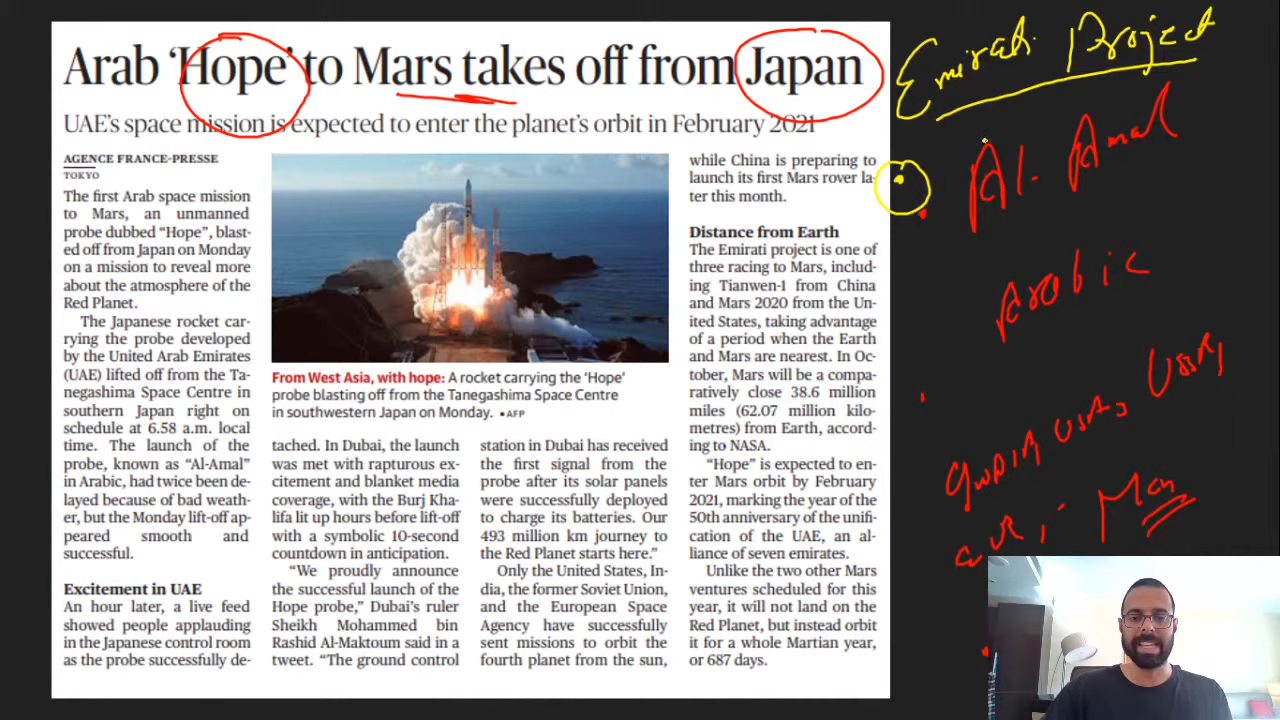 Arab 'Hope' to Mars takes off from Japan
UAE's space mission is expected to enter the planet's orbit in February 2021
AGENCE FRANCE-PRESSE
TOKYO
The first Arab space mission
to Mars, an unmanned
probe dubbed “Hope”, blast-
ed off from Japan on Monday
on a mission to reveal more
about the atmosphere of the
Red Planet.
The Japanese rocket car-
rying the probe developed
by the United Arab Emirates
(UAE) lifted off from the Ta-
negashima Space Centre in
southern Japan right on
schedule at 6.58 a.m. local
time. The launch of the
probe, known as “Al-Amal”
in Arabic, had twice been de-
layed because of bad weath-
er, but the Monday lift-off ap-
peared smooth and
successful.
Excitement in UAE
An hour later, a live feed
showed people applauding
in the Japanese control room
as the probe successfully de-
From West Asia, with hope: A rocket carrying the 'Hope'
probe blasting off from the Tanegashima Space Centre
in southwestern Japan on Monday. • AFP
tached. In Dubai, the launch
was met with rapturous ex-
citement and blanket media
coverage, with the Burj Kha-
lifa lit up hours before lift-off
with a symbolic 10-second
countdown in anticipation.
“We proudly announce
the successful launch of the
Hope probe,” Dubai's ruler
Sheikh Mohammed bin
Rashid Al-Maktoum said in a
tweet. “The ground control
station in Dubai has received
the first signal from the
probe after its solar panels
were successfully deployed
to charge its batteries. Our
493 million km journey to
the Red Planet starts here.”
Only the United States, In-
dia, the former Soviet Union,
and the European Space
Agency have successfully
sent missions to orbit the
fourth planet from the sun,
while China is preparing to
launch its first Mars rover la-
ter this month.
Distance from Earth
The Emirati project is one of
three racing to Mars, includ-
ing Tianwen-1 from China
and Mars 2020 from the Un-
ited States, taking advantage
of a period when the Earth
and Mars are nearest. In Oc-
tober, Mars will be a compa-
ratively close 38.6 million
miles (62.07 million kilo-
metres) from Earth, accord-
ing to NASA.
“Hope” is expected to en-
ter Mars orbit by February
2021, marking the year of the
50th anniversary of the unifi-
cation of the UAE, an al-
liance of seven emirates.
Unlike the two other Mars
ventures scheduled for this
year, it will not land on the
Red Planet, but instead orbit
it for a whole Martian year,
or 687 days.
Emirati Project
Al-Amal
Arabic
USA, USSR,